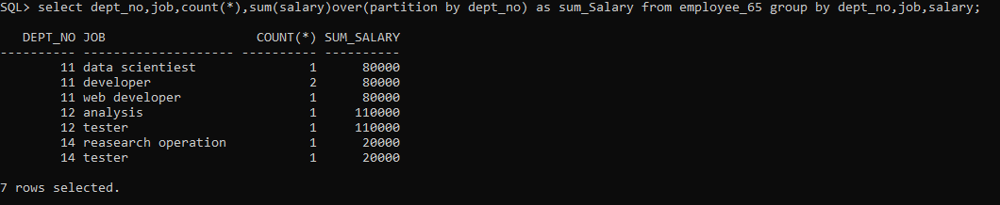 SQL> select dept_no,job,count(*),sum(salary)over(partition by dept_no) as sum_Salary from employee_65 group by dept_no,job,salary;
DEPT_NO JOB COUNT(*) SUM_SALARY
---------- -------------------- ---------- ----------
11 data scientiest 1 80000
11 developer 2 80000
11 web developer 1 80000
12 analysis 1 110000
12 tester 1 110000
14 reasearch operation 1 20000
14 tester 1 20000
7 rows selected.